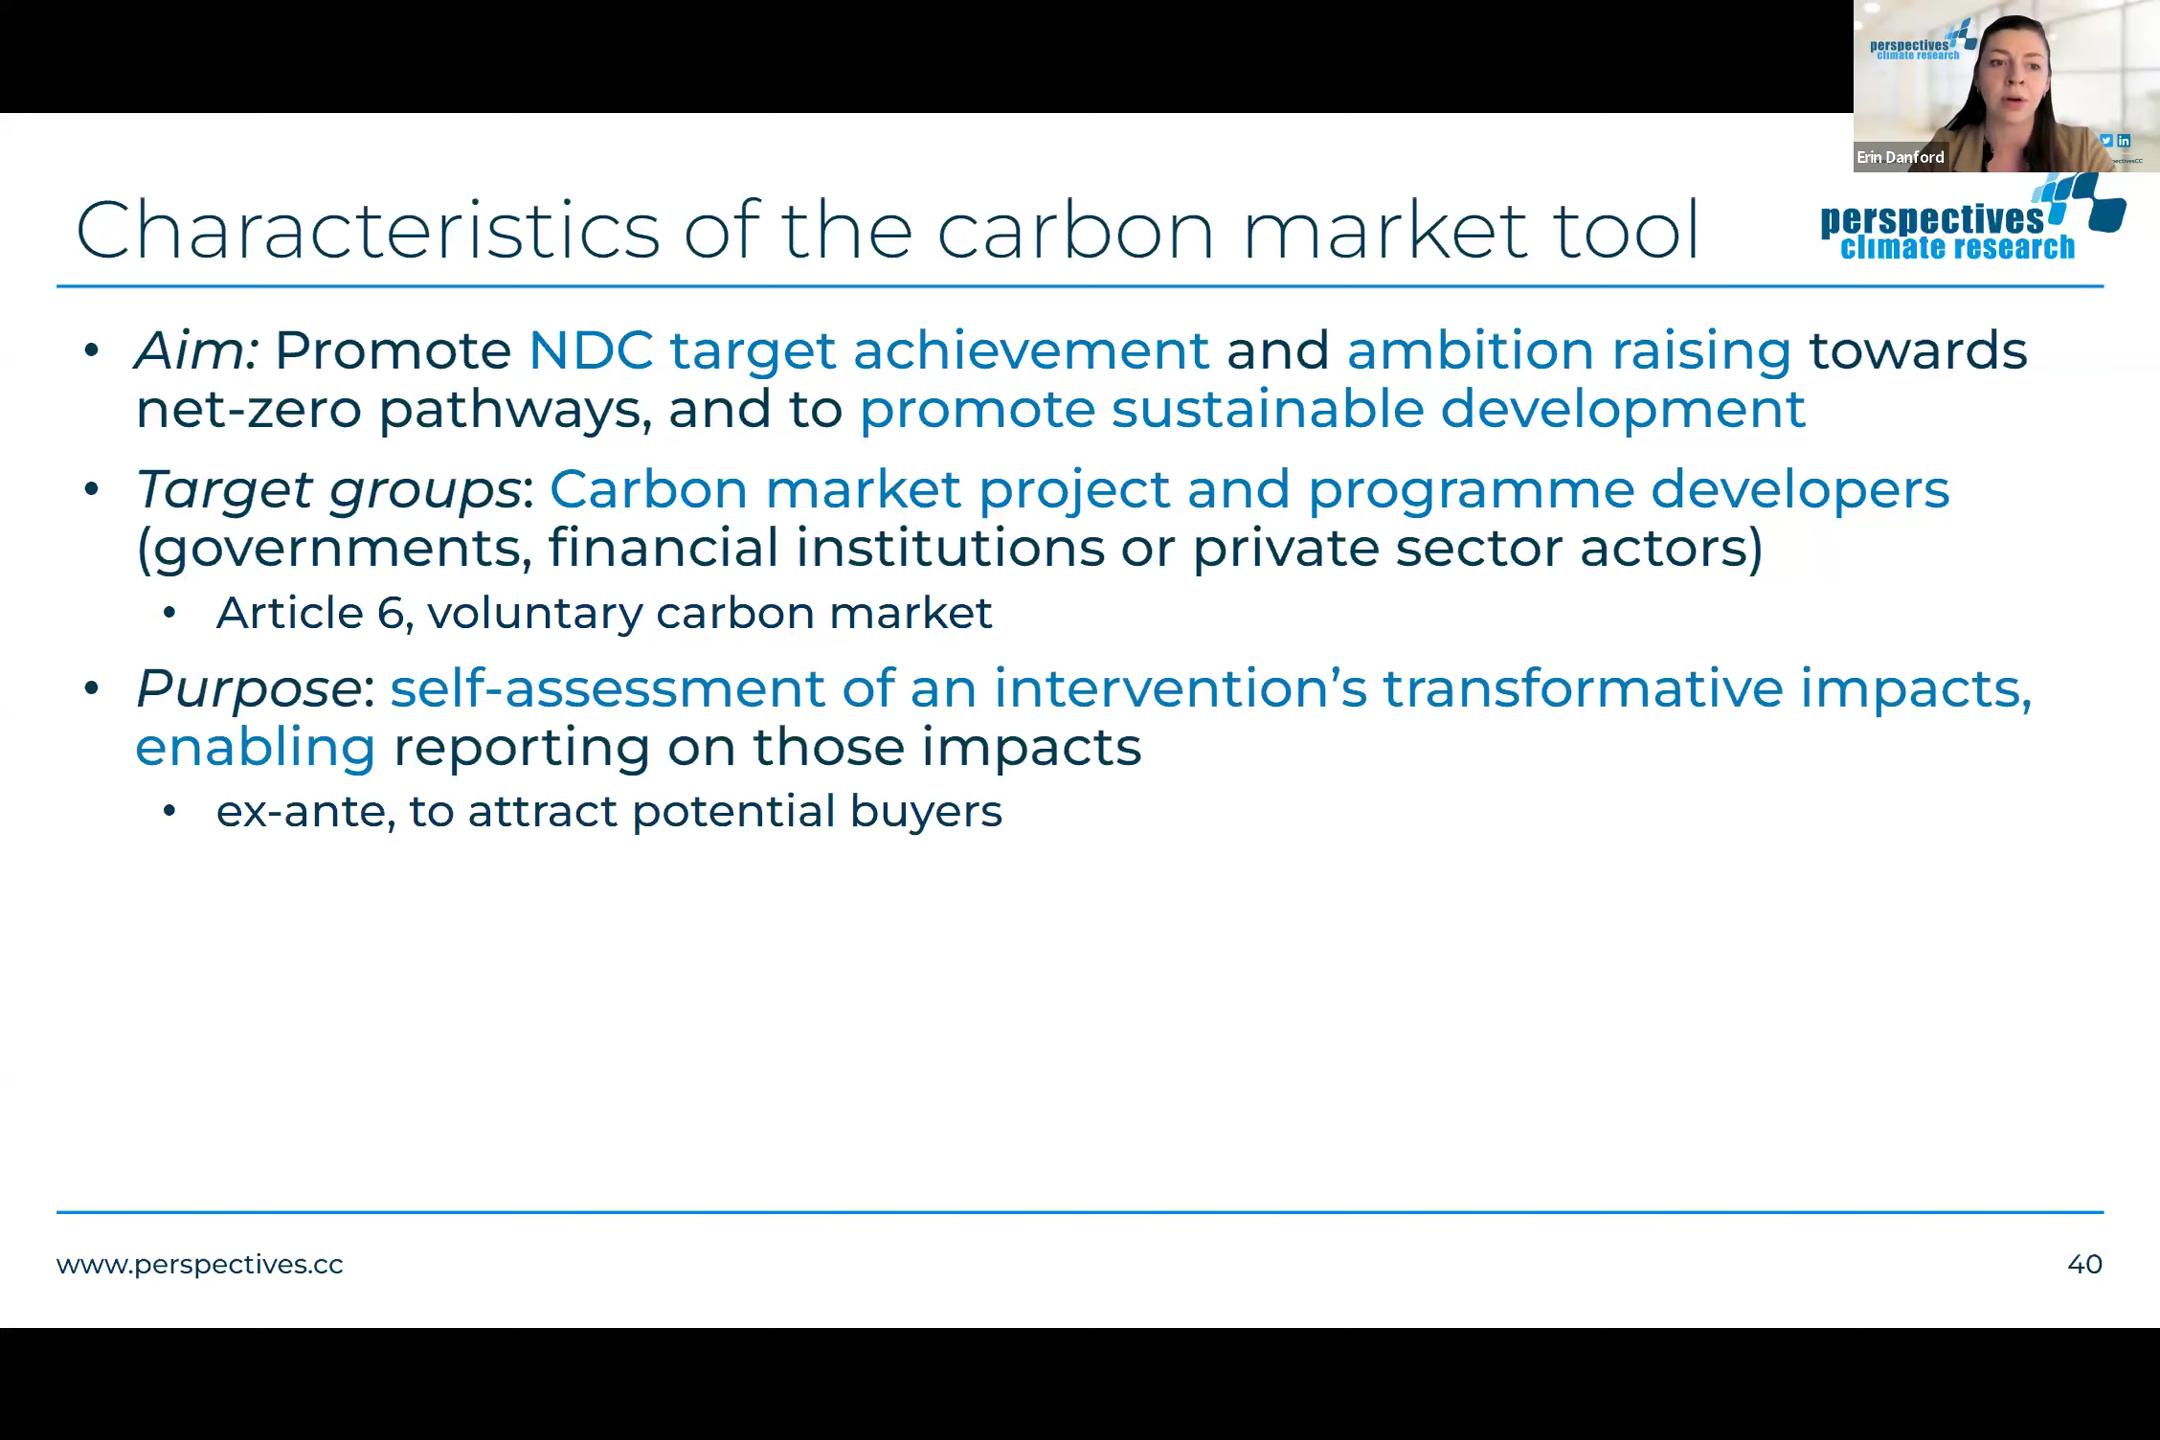 perspectives
climate research
Erin Danford
Characteristics of the carbon market tool
perspectives
climate research
• Aim: Promote NDC target achievement and ambition raising towards
net-zero pathways, and to promote sustainable development
• Target groups: Carbon market project and programme developers
(governments, financial institutions or private sector actors)
• Article 6, voluntary carbon market
• Purpose: self-assessment of an intervention’s transformative impacts,
enabling reporting on those impacts
• ex-ante, to attract potential buyers
www.perspectives.cc
40